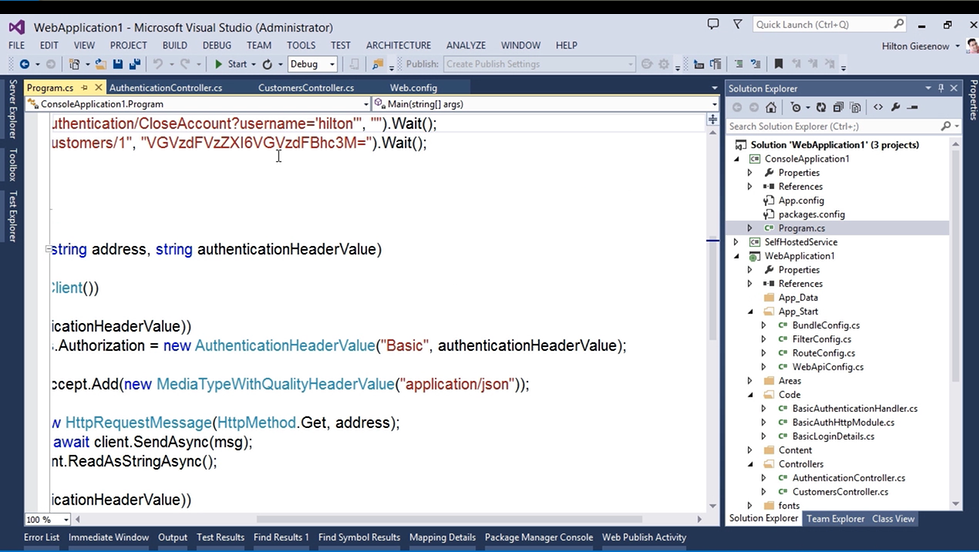 WebApplication1 - Microsoft Visual Studio (Administrator)
Quick Launch (Ctrl+Q)
FILE EDIT VIEW PROJECT BUILD DEBUG TEAM TOOLS TEST ARCHITECTURE ANALYZE WINDOW HELP
Hilton Giesenow
Start Debug Publish: Create Publish Settings
Server Explorer
Toolbox
Test Explorer
Program.cs AuthenticationController.cs CustomersController.cs Web.config
ConsoleApplication1.Program Main(string[] args)
uthentication/CloseAccount?username='hilton'", "").Wait();
ustomers/1", "VGVzdFVzZXI6VGVzdFBhc3M=").Wait();
string address, string authenticationHeaderValue)
Client())
icationHeaderValue))
s.Authorization = new AuthenticationHeaderValue("Basic", authenticationHeaderValue);
ccept.Add(new MediaTypeWithQualityHeaderValue("application/json"));
w HttpRequestMessage(HttpMethod.Get, address);
await client.SendAsync(msg);
nt.ReadAsStringAsync();
icationHeaderValue))
100 %
Solution Explorer
Search Solution Explorer (Ctrl+;)
Solution 'WebApplication1' (3 projects)
ConsoleApplication1
Properties
References
App.config
packages.config
Program.cs
SelfHostedService
WebApplication1
Properties
References
App_Data
App_Start
BundleConfig.cs
FilterConfig.cs
RouteConfig.cs
WebApiConfig.cs
Areas
Code
BasicAuthenticationHandler.cs
BasicAuthHttpModule.cs
BasicLoginDetails.cs
Content
Controllers
AuthenticationController.cs
CustomersController.cs
fonts
Solution Explorer Team Explorer Class View
Properties
Error List Immediate Window Output Test Results Find Results 1 Find Symbol Results Mapping Details Package Manager Console Web Publish Activity